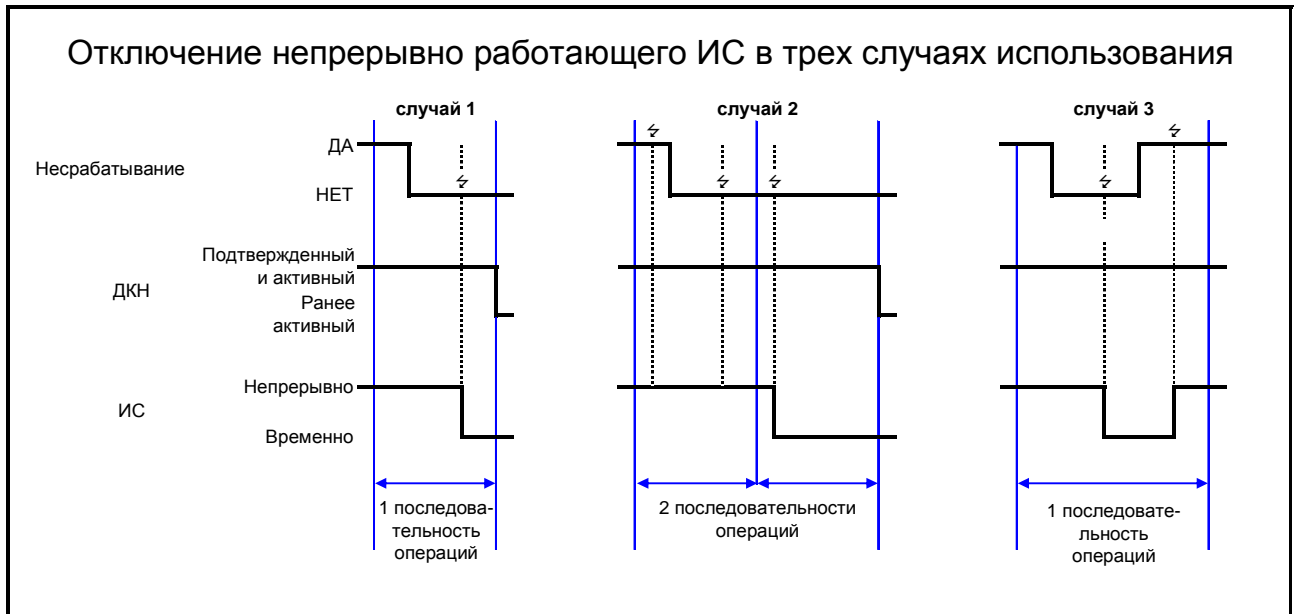 Отключение непрерывно работающего ИС в трех случаях использования
случай 1
случай 2
случай 3
Несрабатывание
ДА
НЕТ
ДКН
Подтвержденный
и активный
Ранее
активный
ИС
Непрерывно
Временно
1 последова-
тельность
операций
2 последовательности
операций
1 последовате-
льность
операций